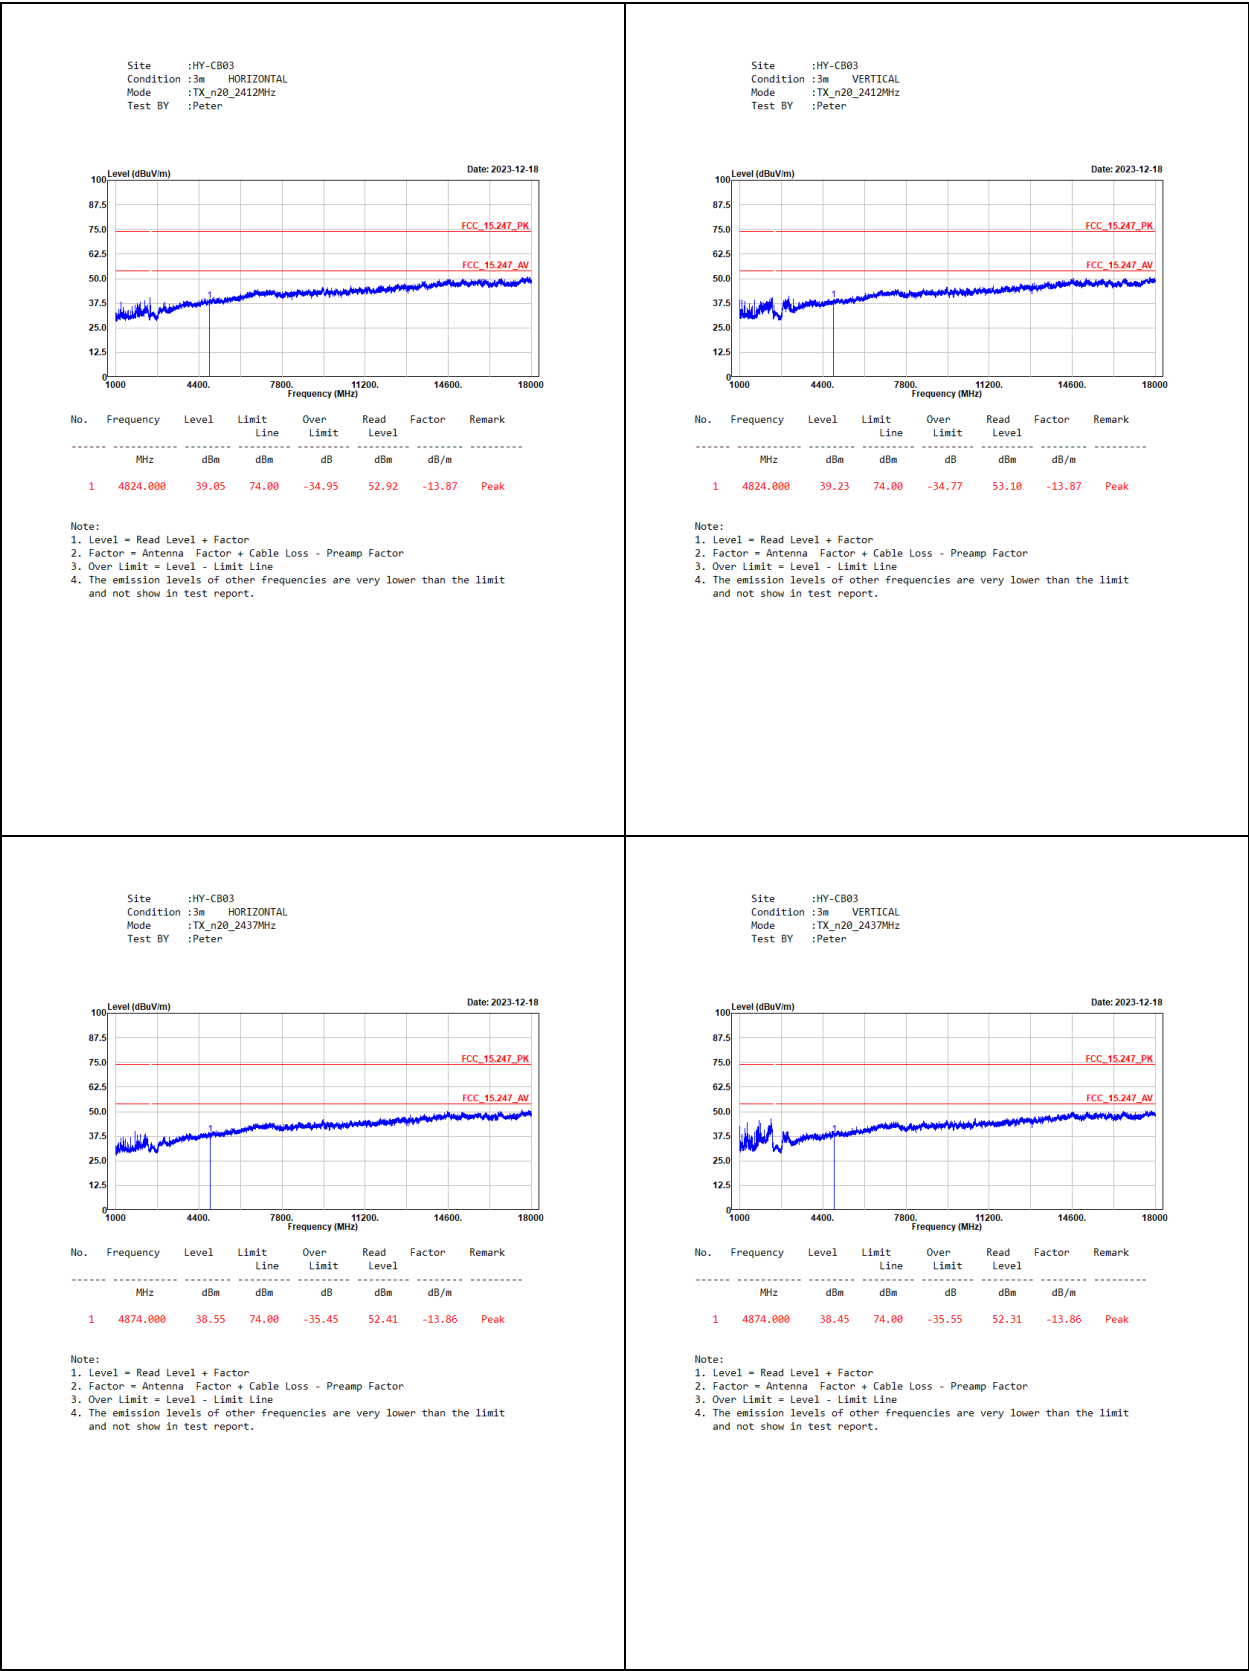 Site :HY-CB03
Condition :3m HORIZONTAL
Mode :TX_n20_2412MHz
Test BY :Peter
Level (dBuV/m) Date: 2023-12-18
100
87.5
75.0 FCC_15.247_PK
62.5
FCC_15.247_AV
50.0
1
37.5
25.0
12.5
0
1000 4400. 7800. 11200. 14600. 18000
Frequency (MHz)
No. Frequency Level Limit Over Read Factor Remark
Line Limit Level
------ ----------- -------- --------- --------- --------- -------- ---------
MHz dBm dBm dB dBm dB/m
1 4824.000 39.05 74.00 -34.95 52.92 -13.87 Peak
Note:
1. Level = Read Level + Factor
2. Factor = Antenna Factor + Cable Loss - Preamp Factor
3. Over Limit = Level - Limit Line
4. The emission levels of other frequencies are very lower than the limit
and not show in test report.
Site :HY-CB03
Condition :3m VERTICAL
Mode :TX_n20_2412MHz
Test BY :Peter
Level (dBuV/m) Date: 2023-12-18
100
87.5
75.0 FCC_15.247_PK
62.5
FCC_15.247_AV
50.0
1
37.5
25.0
12.5
0
1000 4400. 7800. 11200. 14600. 18000
Frequency (MHz)
No. Frequency Level Limit Over Read Factor Remark
Line Limit Level
------ ----------- -------- --------- --------- --------- -------- ---------
MHz dBm dBm dB dBm dB/m
1 4824.000 39.23 74.00 -34.77 53.10 -13.87 Peak
Note:
1. Level = Read Level + Factor
2. Factor = Antenna Factor + Cable Loss - Preamp Factor
3. Over Limit = Level - Limit Line
4. The emission levels of other frequencies are very lower than the limit
and not show in test report.
Site :HY-CB03
Condition :3m HORIZONTAL
Mode :TX_n20_2437MHz
Test BY :Peter
Level (dBuV/m) Date: 2023-12-18
100
87.5
75.0 FCC_15.247_PK
62.5
FCC_15.247_AV
50.0
1
37.5
25.0
12.5
0
1000 4400. 7800. 11200. 14600. 18000
Frequency (MHz)
No. Frequency Level Limit Over Read Factor Remark
Line Limit Level
------ ----------- -------- --------- --------- --------- -------- ---------
MHz dBm dBm dB dBm dB/m
1 4874.000 38.55 74.00 -35.45 52.41 -13.86 Peak
Note:
1. Level = Read Level + Factor
2. Factor = Antenna Factor + Cable Loss - Preamp Factor
3. Over Limit = Level - Limit Line
4. The emission levels of other frequencies are very lower than the limit
and not show in test report.
Site :HY-CB03
Condition :3m VERTICAL
Mode :TX_n20_2437MHz
Test BY :Peter
Level (dBuV/m) Date: 2023-12-18
100
87.5
75.0 FCC_15.247_PK
62.5
FCC_15.247_AV
50.0
1
37.5
25.0
12.5
0
1000 4400. 7800. 11200. 14600. 18000
Frequency (MHz)
No. Frequency Level Limit Over Read Factor Remark
Line Limit Level
------ ----------- -------- --------- --------- --------- -------- ---------
MHz dBm dBm dB dBm dB/m
1 4874.000 38.45 74.00 -35.55 52.31 -13.86 Peak
Note:
1. Level = Read Level + Factor
2. Factor = Antenna Factor + Cable Loss - Preamp Factor
3. Over Limit = Level - Limit Line
4. The emission levels of other frequencies are very lower than the limit
and not show in test report.